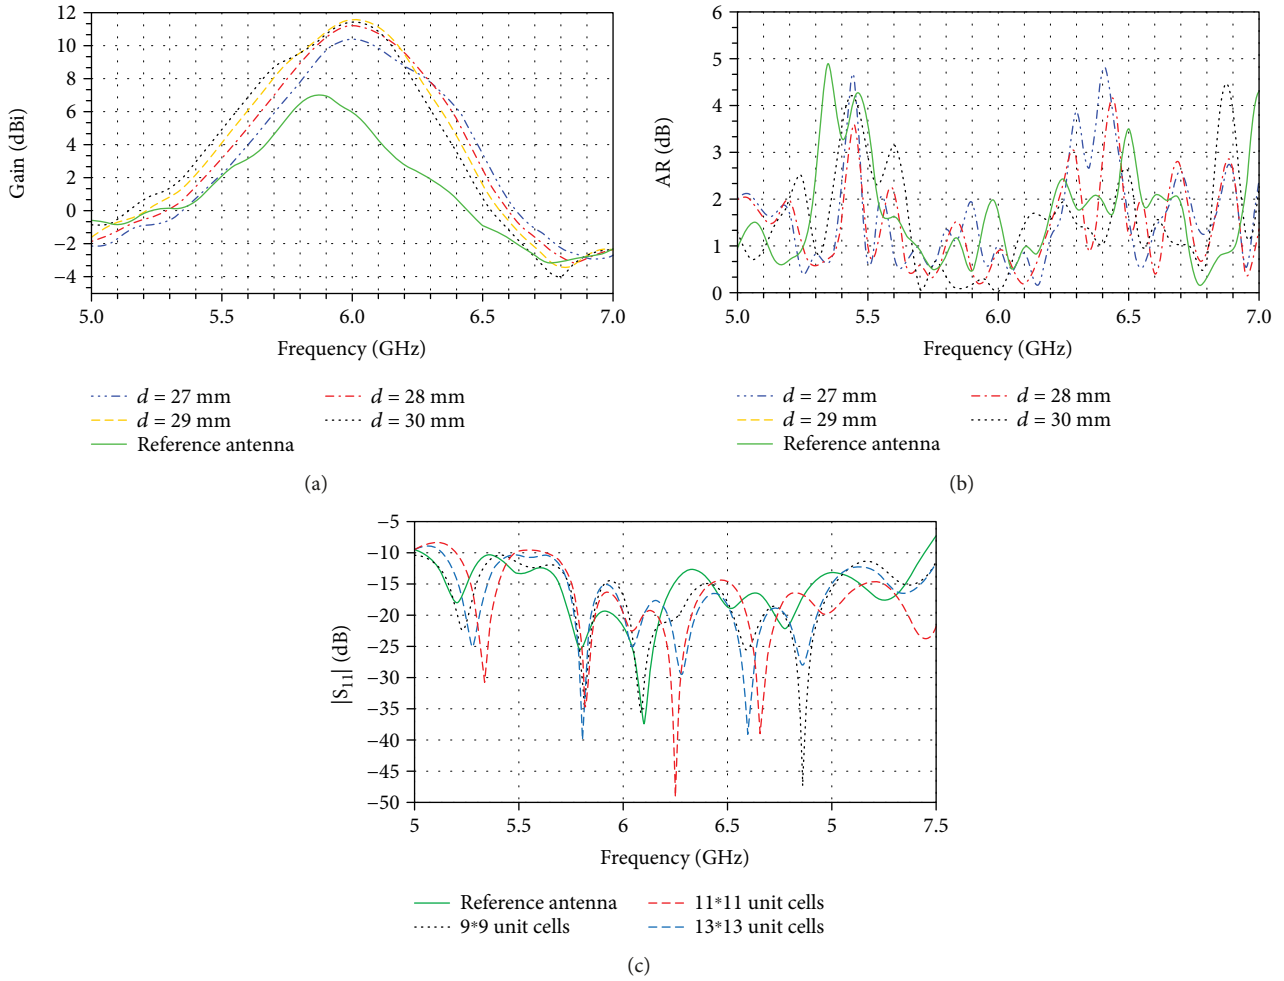 12
10
8
6
4
2
0
−2
−4
Gain (dBi)
5.0 5.5 6.0 6.5 7.0
Frequency (GHz)
d = 27 mm d = 28 mm
d = 29 mm d = 30 mm
Reference antenna
(a)
6
5
4
3
2
1
0
AR (dB)
5.0 5.5 6.0 6.5 7.0
Frequency (GHz)
d = 27 mm d = 28 mm
d = 29 mm d = 30 mm
Reference antenna
(b)
−5
−10
−15
−20
−25
−30
−35
−40
−45
−50
|S11| (dB)
5 5.5 6 6.5 5 7.5
Frequency (GHz)
Reference antenna 11*11 unit cells
9*9 unit cells 13*13 unit cells
(c)